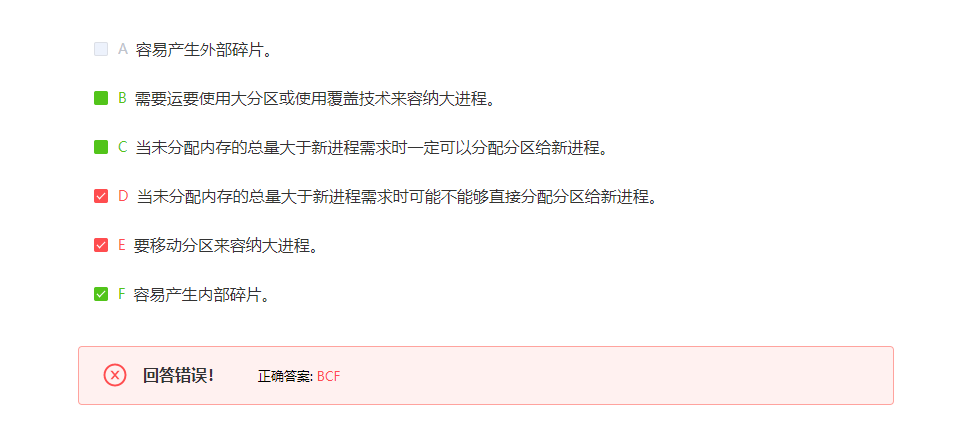 A 容易产生外部碎片。
B 需要运要使用大分区或使用覆盖技术来容纳大进程。
C 当未分配内存的总量大于新进程需求时一定可以分配分区给新进程。
D 当未分配内存的总量大于新进程需求时可能不能够直接分配分区给新进程。
E 要移动分区来容纳大进程。
F 容易产生内部碎片。
回答错误! 正确答案: BCF